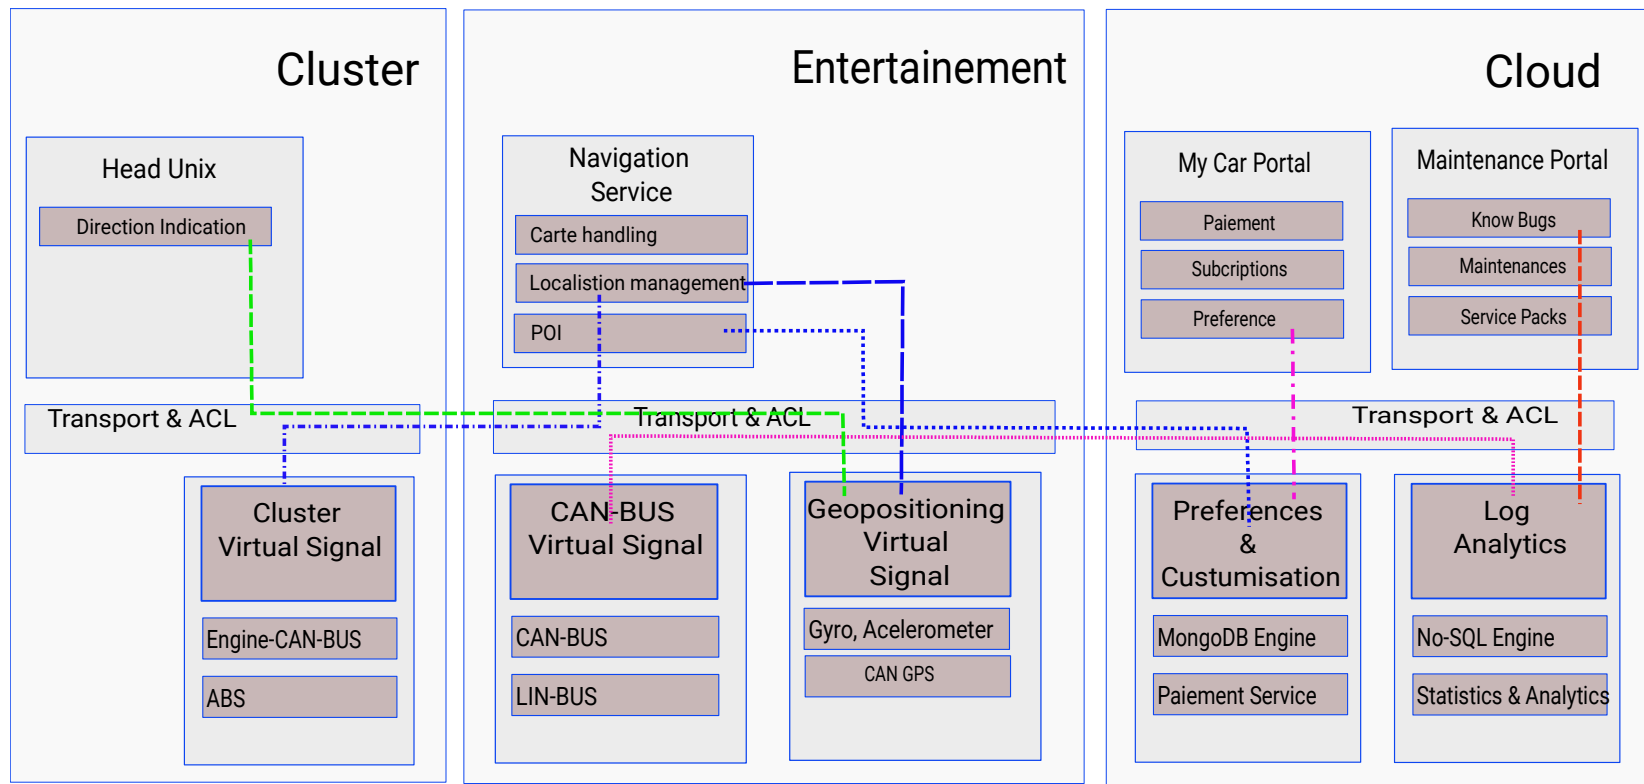 Cluster
Head Unix
Direction Indication
Transport & ACL
Cluster
Virtual Signal
Engine-CAN-BUS
ABS
Entertainement
Navigation
Service
Carte handling
Localistion management
POI
Transport & ACL
CAN-BUS
Virtual Signal
CAN-BUS
LIN-BUS
Geopositioning
Virtual
Signal
Gyro, Acelerometer
CAN GPS
Cloud
My Car Portal
Paiement
Subcriptions
Preference
Maintenance Portal
Know Bugs
Maintenances
Service Packs
Transport & ACL
Preferences
&
Custumisation
MongoDB Engine
Paiement Service
Log
Analytics
No-SQL Engine
Statistics & Analytics